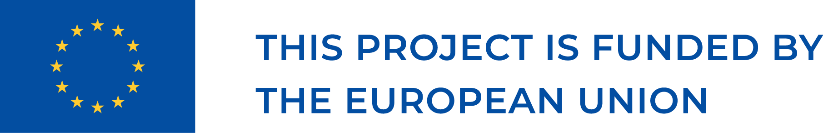 THIS PROJECT IS FUNDED BY
THE EUROPEAN UNION